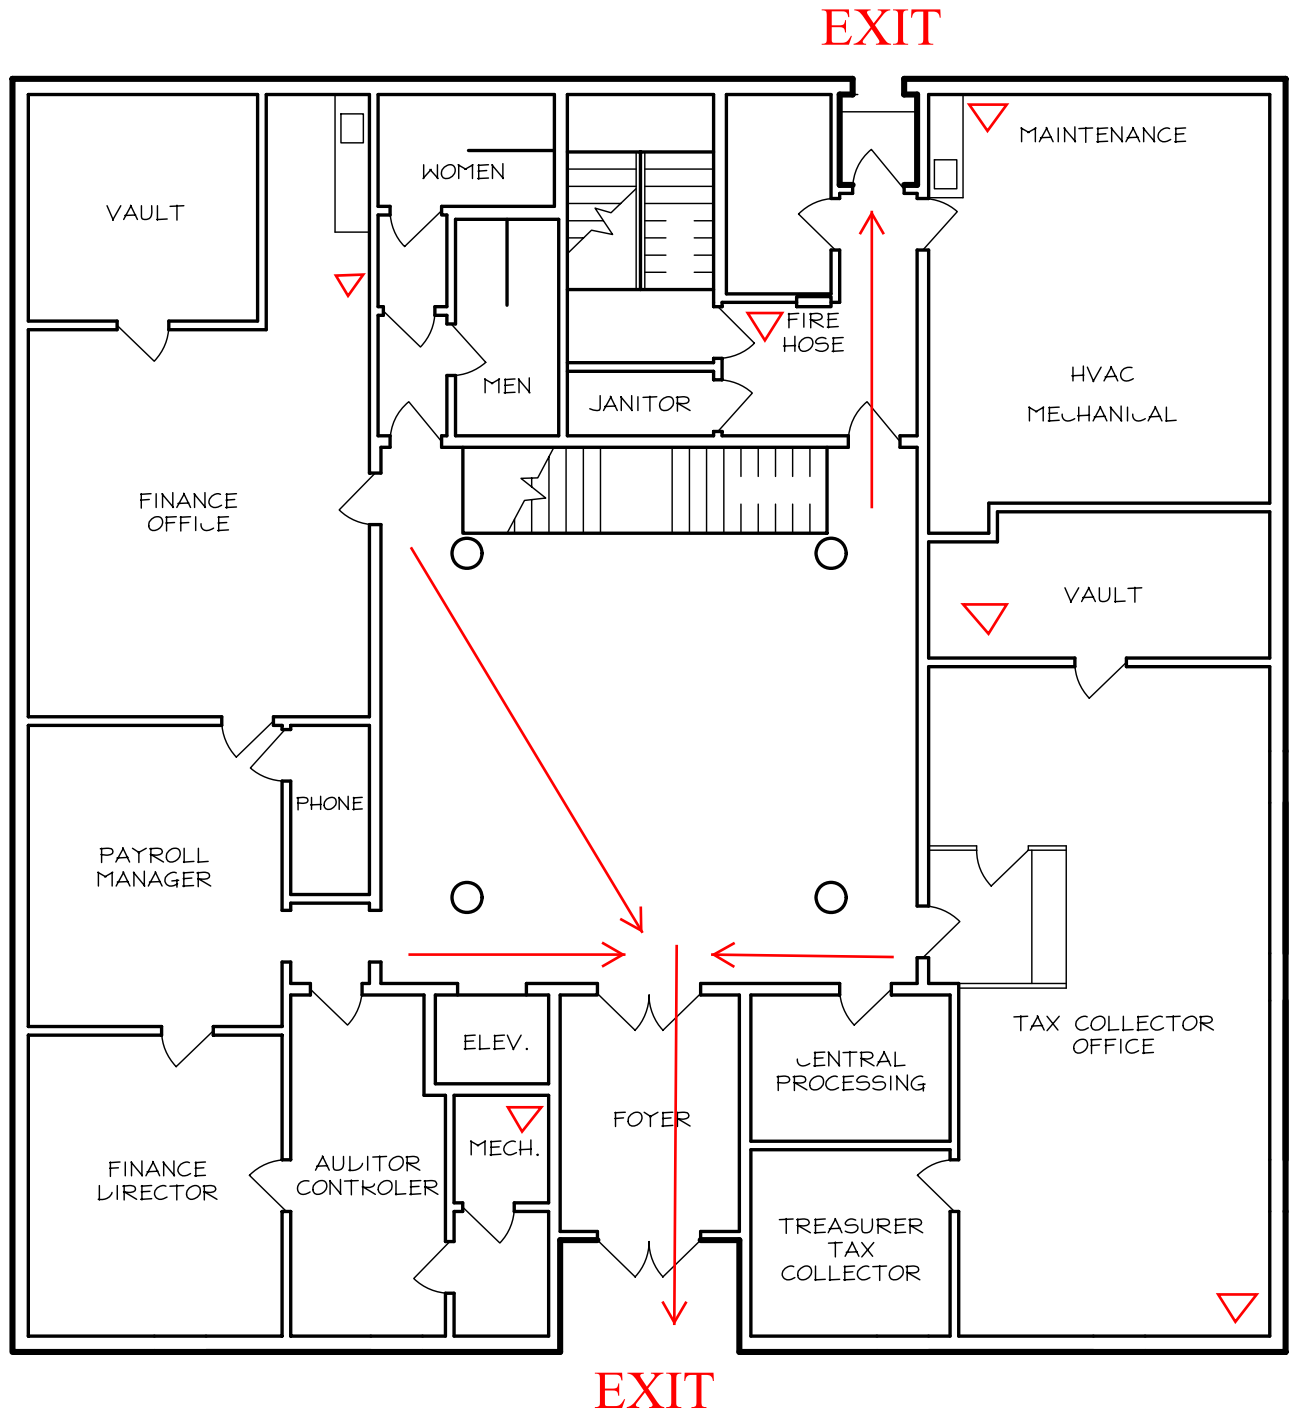 EXIT
MAINTENANCE
WOMEN
VAULT
FIRE
HOSE
HVAC
MECHANICAL
MEN
JANITOR
FINANCE
OFFICE
VAULT
PHONE
PAYROLL
MANAGER
TAX COLLECTOR
OFFICE
ELEV.
CENTRAL
PROCESSING
FOYER
MECH.
FINANCE
DIRECTOR
AUDITOR
CONTROLER
TREASURER
TAX
COLLECTOR
EXIT